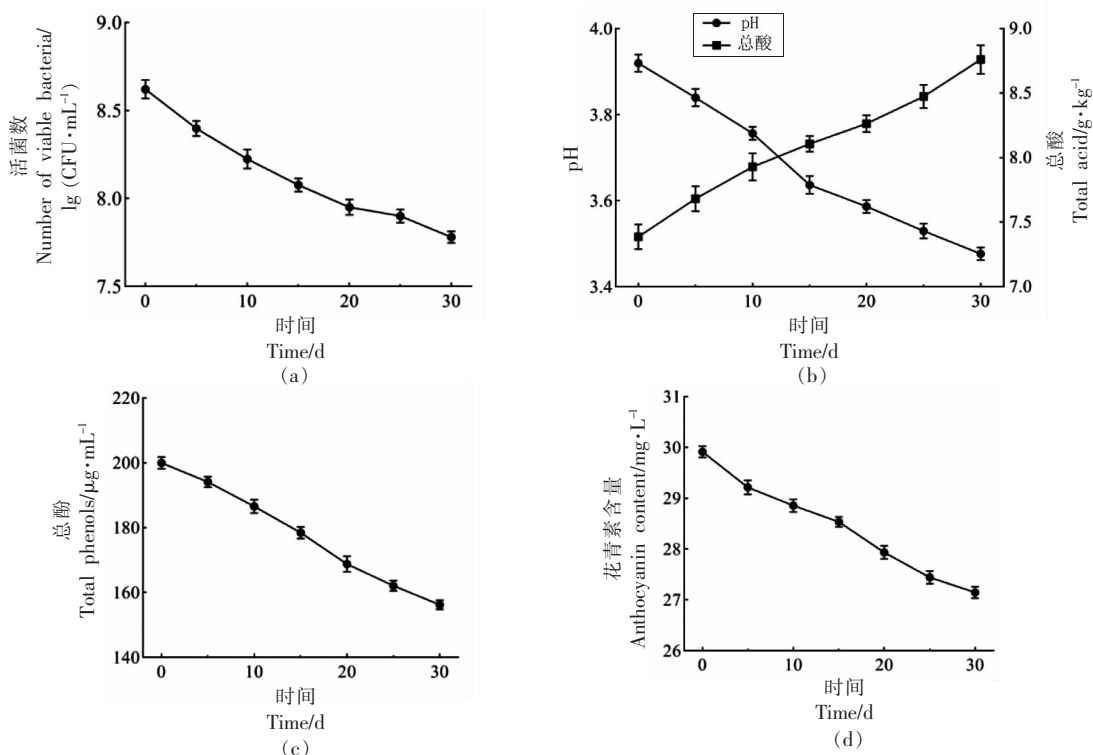 9.0
8.5
8.0
7.5
0
10
20
30
活菌数
Number of viable bacteria/
lg (CFU·mL⁻¹)
时间
Time/d
(a)
pH
总酸
4.0
3.8
3.6
3.4
pH
9.0
8.5
8.0
7.5
7.0
总酸
Total acid/g·kg⁻¹
0
10
20
30
时间
Time/d
(b)
220
200
180
160
140
总酚
Total phenols/μg·mL⁻¹
0
10
20
30
时间
Time/d
(c)
31
30
29
28
27
26
花青素含量
Anthocyanin content/mg·L⁻¹
0
10
20
30
时间
Time/d
(d)